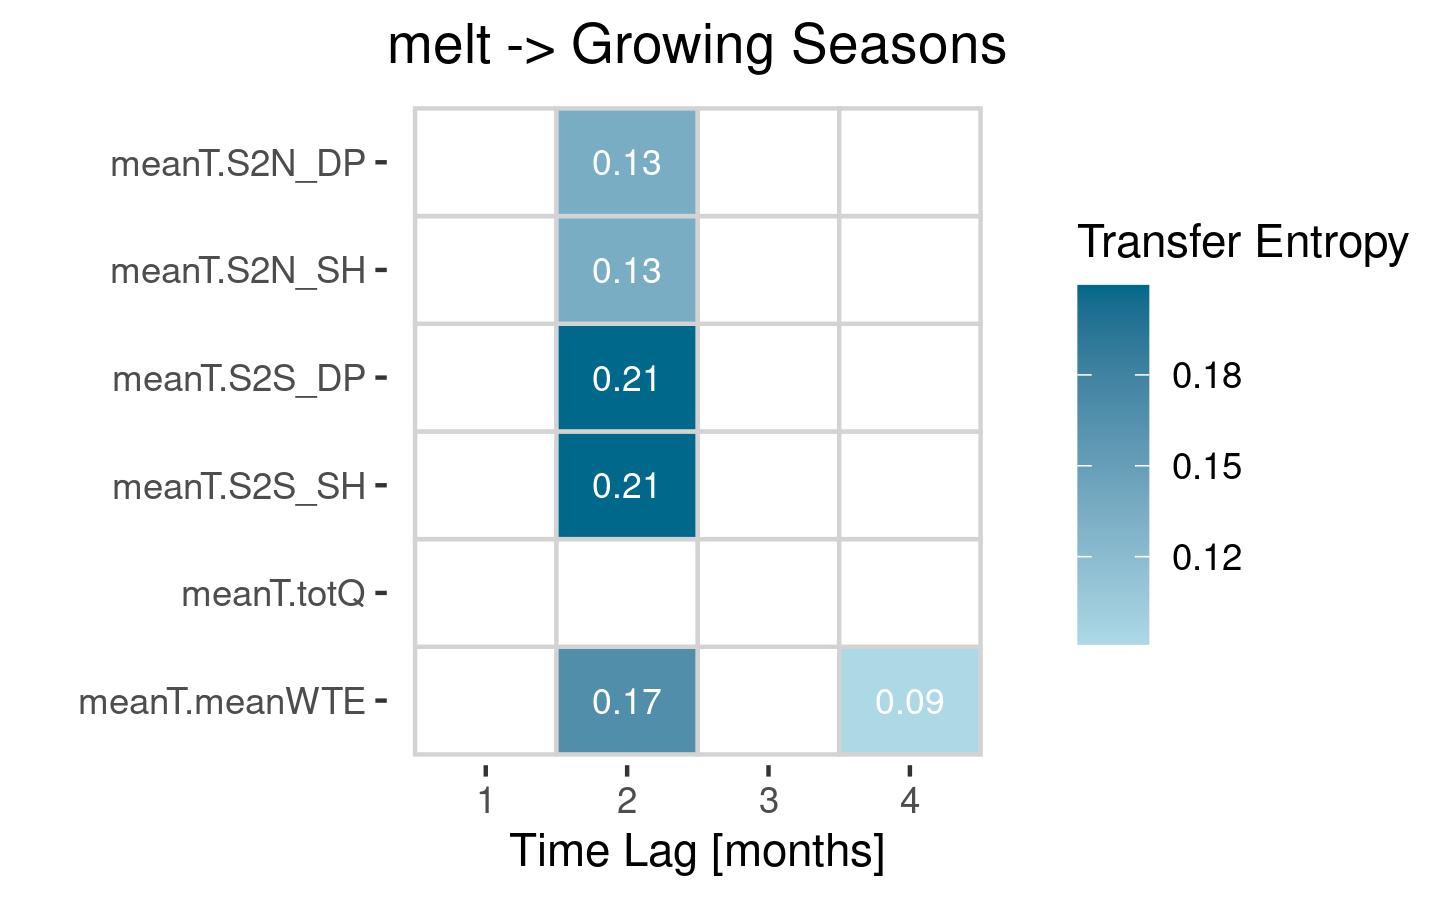 melt -> Growing Seasons
meanT.S2N_DP
0.13
meanT.S2N_SH
0.13
meanT.S2S_DP
0.21
meanT.S2S_SH
0.21
meanT.totQ
meanT.meanWTE
0.17 0.09
1 2 3 4
Time Lag [months]
Transfer Entropy
0.18
0.15
0.12